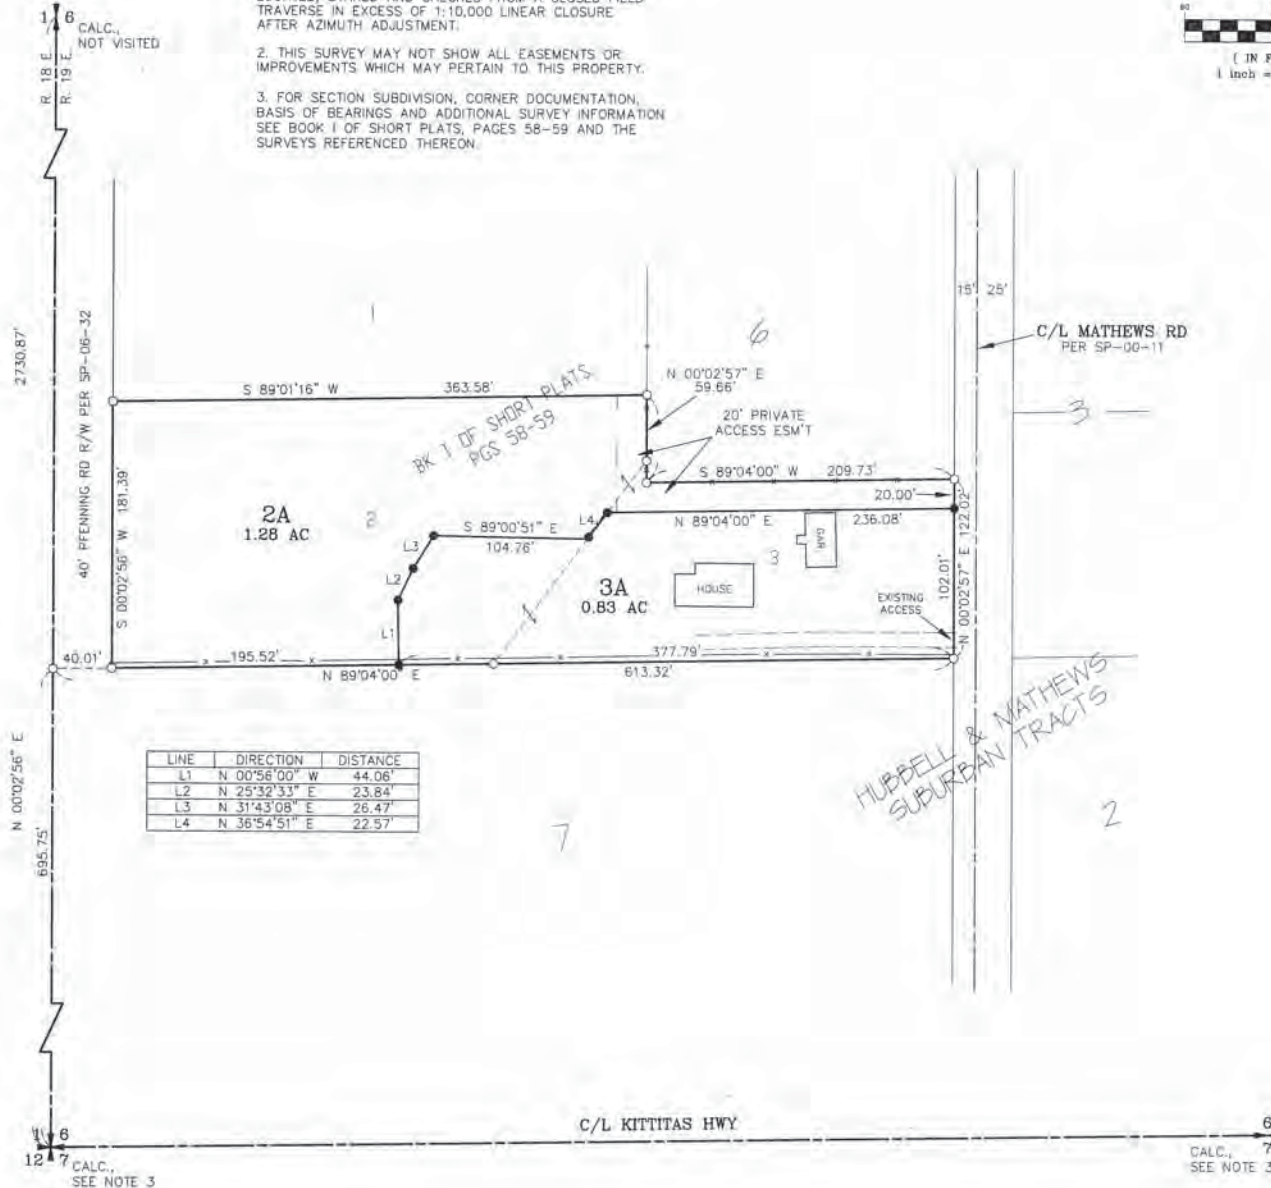 TRAVERSE IN EXCESS OF 1:10,000 LINEAR CLOSURE
AFTER AZIMUTH ADJUSTMENT.
2. THIS SURVEY MAY NOT SHOW ALL EASEMENTS OR
IMPROVEMENTS WHICH MAY PERTAIN TO THIS PROPERTY.
3. FOR SECTION SUBDIVISION, CORNER DOCUMENTATION,
BASIS OF BEARINGS AND ADDITIONAL SURVEY INFORMATION
SEE BOOK I OF SHORT PLATS, PAGES 58-59 AND THE
SURVEYS REFERENCED THEREON.
1 6
CALC.,
NOT VISITED
R. 18 E.
R. 19 E.
80
( IN F
1 inch =
2730.87'
40' PFENNING RD R/W PER SP-06-32
1
6
15' 25'
C/L MATHEWS RD
PER SP-00-11
3
S 89°01'16" W 363.58'
N 00°02'57" E
59.66'
BK I OF SHORT PLATS
PGS 58-59
20' PRIVATE
ACCESS ESM'T
S 89°04'00" W 209.73'
20.00'
S 00°02'56" W 181.39'
2A
1.28 AC
2
S 89°00'51" E
104.76'
L4
N 89°04'00" E 236.08'
L3
L2
L1
GAR
3
HOUSE
3A
0.83 AC
EXISTING
ACCESS
102.01'
N 00°02'57" E 122.02'
40.01'
195.52'
377.79'
N 89°04'00" E
613.32'
HUBBELL & MATHEWS
SUBURBAN TRACTS
2
7
LINE DIRECTION DISTANCE
L1 N 00°56'00" W 44.06'
L2 N 25°32'33" E 23.84'
L3 N 31°43'08" E 26.47'
L4 N 36°54'51" E 22.57'
N 00°02'56" E
695.75'
C/L KITTITAS HWY
1 6
12 7
CALC.,
SEE NOTE 3
6
7
CALC.,
SEE NOTE 3